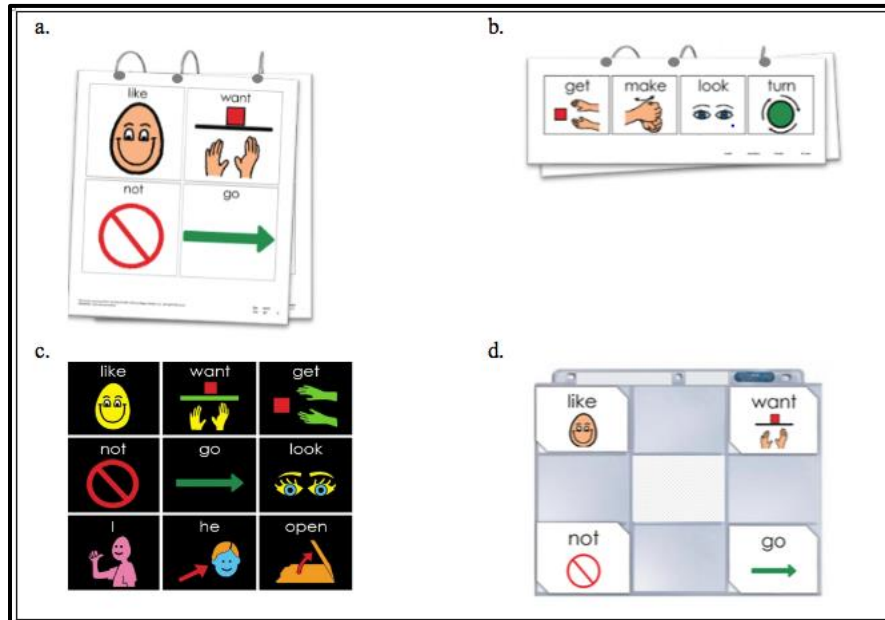 a.
like want
not go
b.
get make look turn
c.
like want get
not go look
I he open
d.
like want
not go